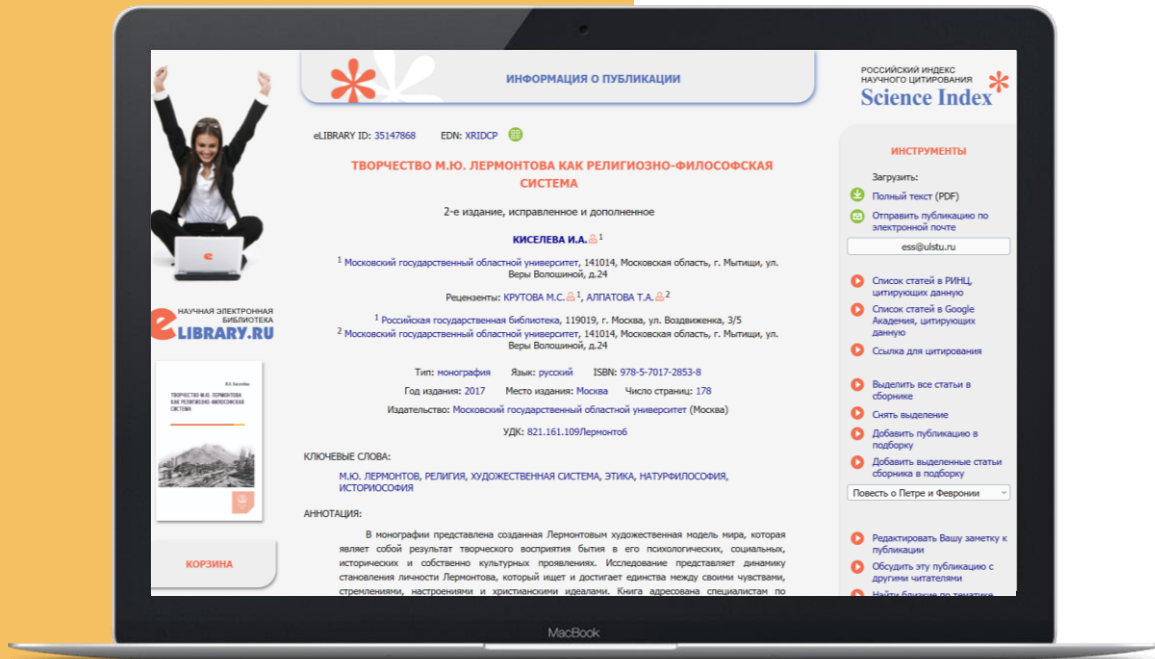 ИНФОРМАЦИЯ О ПУБЛИКАЦИИ
eLIBRARY ID: 35147868 EDN: XRIDCP
ТВОРЧЕСТВО М.Ю. ЛЕРМОНТОВА КАК РЕЛИГИОЗНО-ФИЛОСОФСКАЯ
СИСТЕМА
2-е издание, исправленное и дополненное
КИСЕЛЕВА И.А. 1
1 Московский государственный областной университет, 141014, Московская область, г. Мытищи, ул.
Веры Волошиной, д.24
Рецензенты: КРУТОВА М.С. 1, АЛПАТОВА Т.А. 2
1 Российская государственная библиотека, 119019, г. Москва, ул. Воздвиженка, 3/5
2 Московский государственный областной университет, 141014, Московская область, г. Мытищи, ул.
Веры Волошиной, д.24
Тип: монография Язык: русский ISBN: 978-5-7017-2853-8
Год издания: 2017 Место издания: Москва Число страниц: 178
Издательство: Московский государственный областной университет (Москва)
УДК: 821.161.109Лермонтоб
КЛЮЧЕВЫЕ СЛОВА:
М.Ю. ЛЕРМОНТОВ, РЕЛИГИЯ, ХУДОЖЕСТВЕННАЯ СИСТЕМА, ЭТИКА, НАТУРФИЛОСОФИЯ,
ИСТОРИОСОФИЯ
АННОТАЦИЯ:
В монографии представлена созданная Лермонтовым художественная модель мира, которая
являет собой результат творческого восприятия бытия в его психологических, социальных,
исторических и собственно культурных проявлениях. Исследование представляет динамику
становления личности Лермонтова, который ищет и достигает единства между своими чувствами,
стремлениями, настроениями и христианскими идеалами. Книга адресована специалистам по
e
НАУЧНАЯ ЭЛЕКТРОННАЯ
БИБЛИОТЕКА
eLIBRARY.RU
И.А. Киселёва
ТВОРЧЕСТВО М.Ю. ЛЕРМОНТОВА
КАК РЕЛИГИОЗНО-ФИЛОСОФСКАЯ
СИСТЕМА
КОРЗИНА
РОССИЙСКИЙ ИНДЕКС
НАУЧНОГО ЦИТИРОВАНИЯ
Science Index
ИНСТРУМЕНТЫ
Загрузить:
Полный текст (PDF)
Отправить публикацию по
электронной почте
ess@ulstu.ru
Список статей в РИНЦ,
цитирующих данную
Список статей в Google
Академия, цитирующих
данную
Ссылка для цитирования
Выделить все статьи в
сборнике
Снять выделение
Добавить публикацию в
подборку
Добавить выделенные статьи
сборника в подборку
Повесть о Петре и Февронии
Редактировать Вашу заметку к
публикации
Обсудить эту публикацию с
другими читателями
Найти близкие по тематике
MacBook